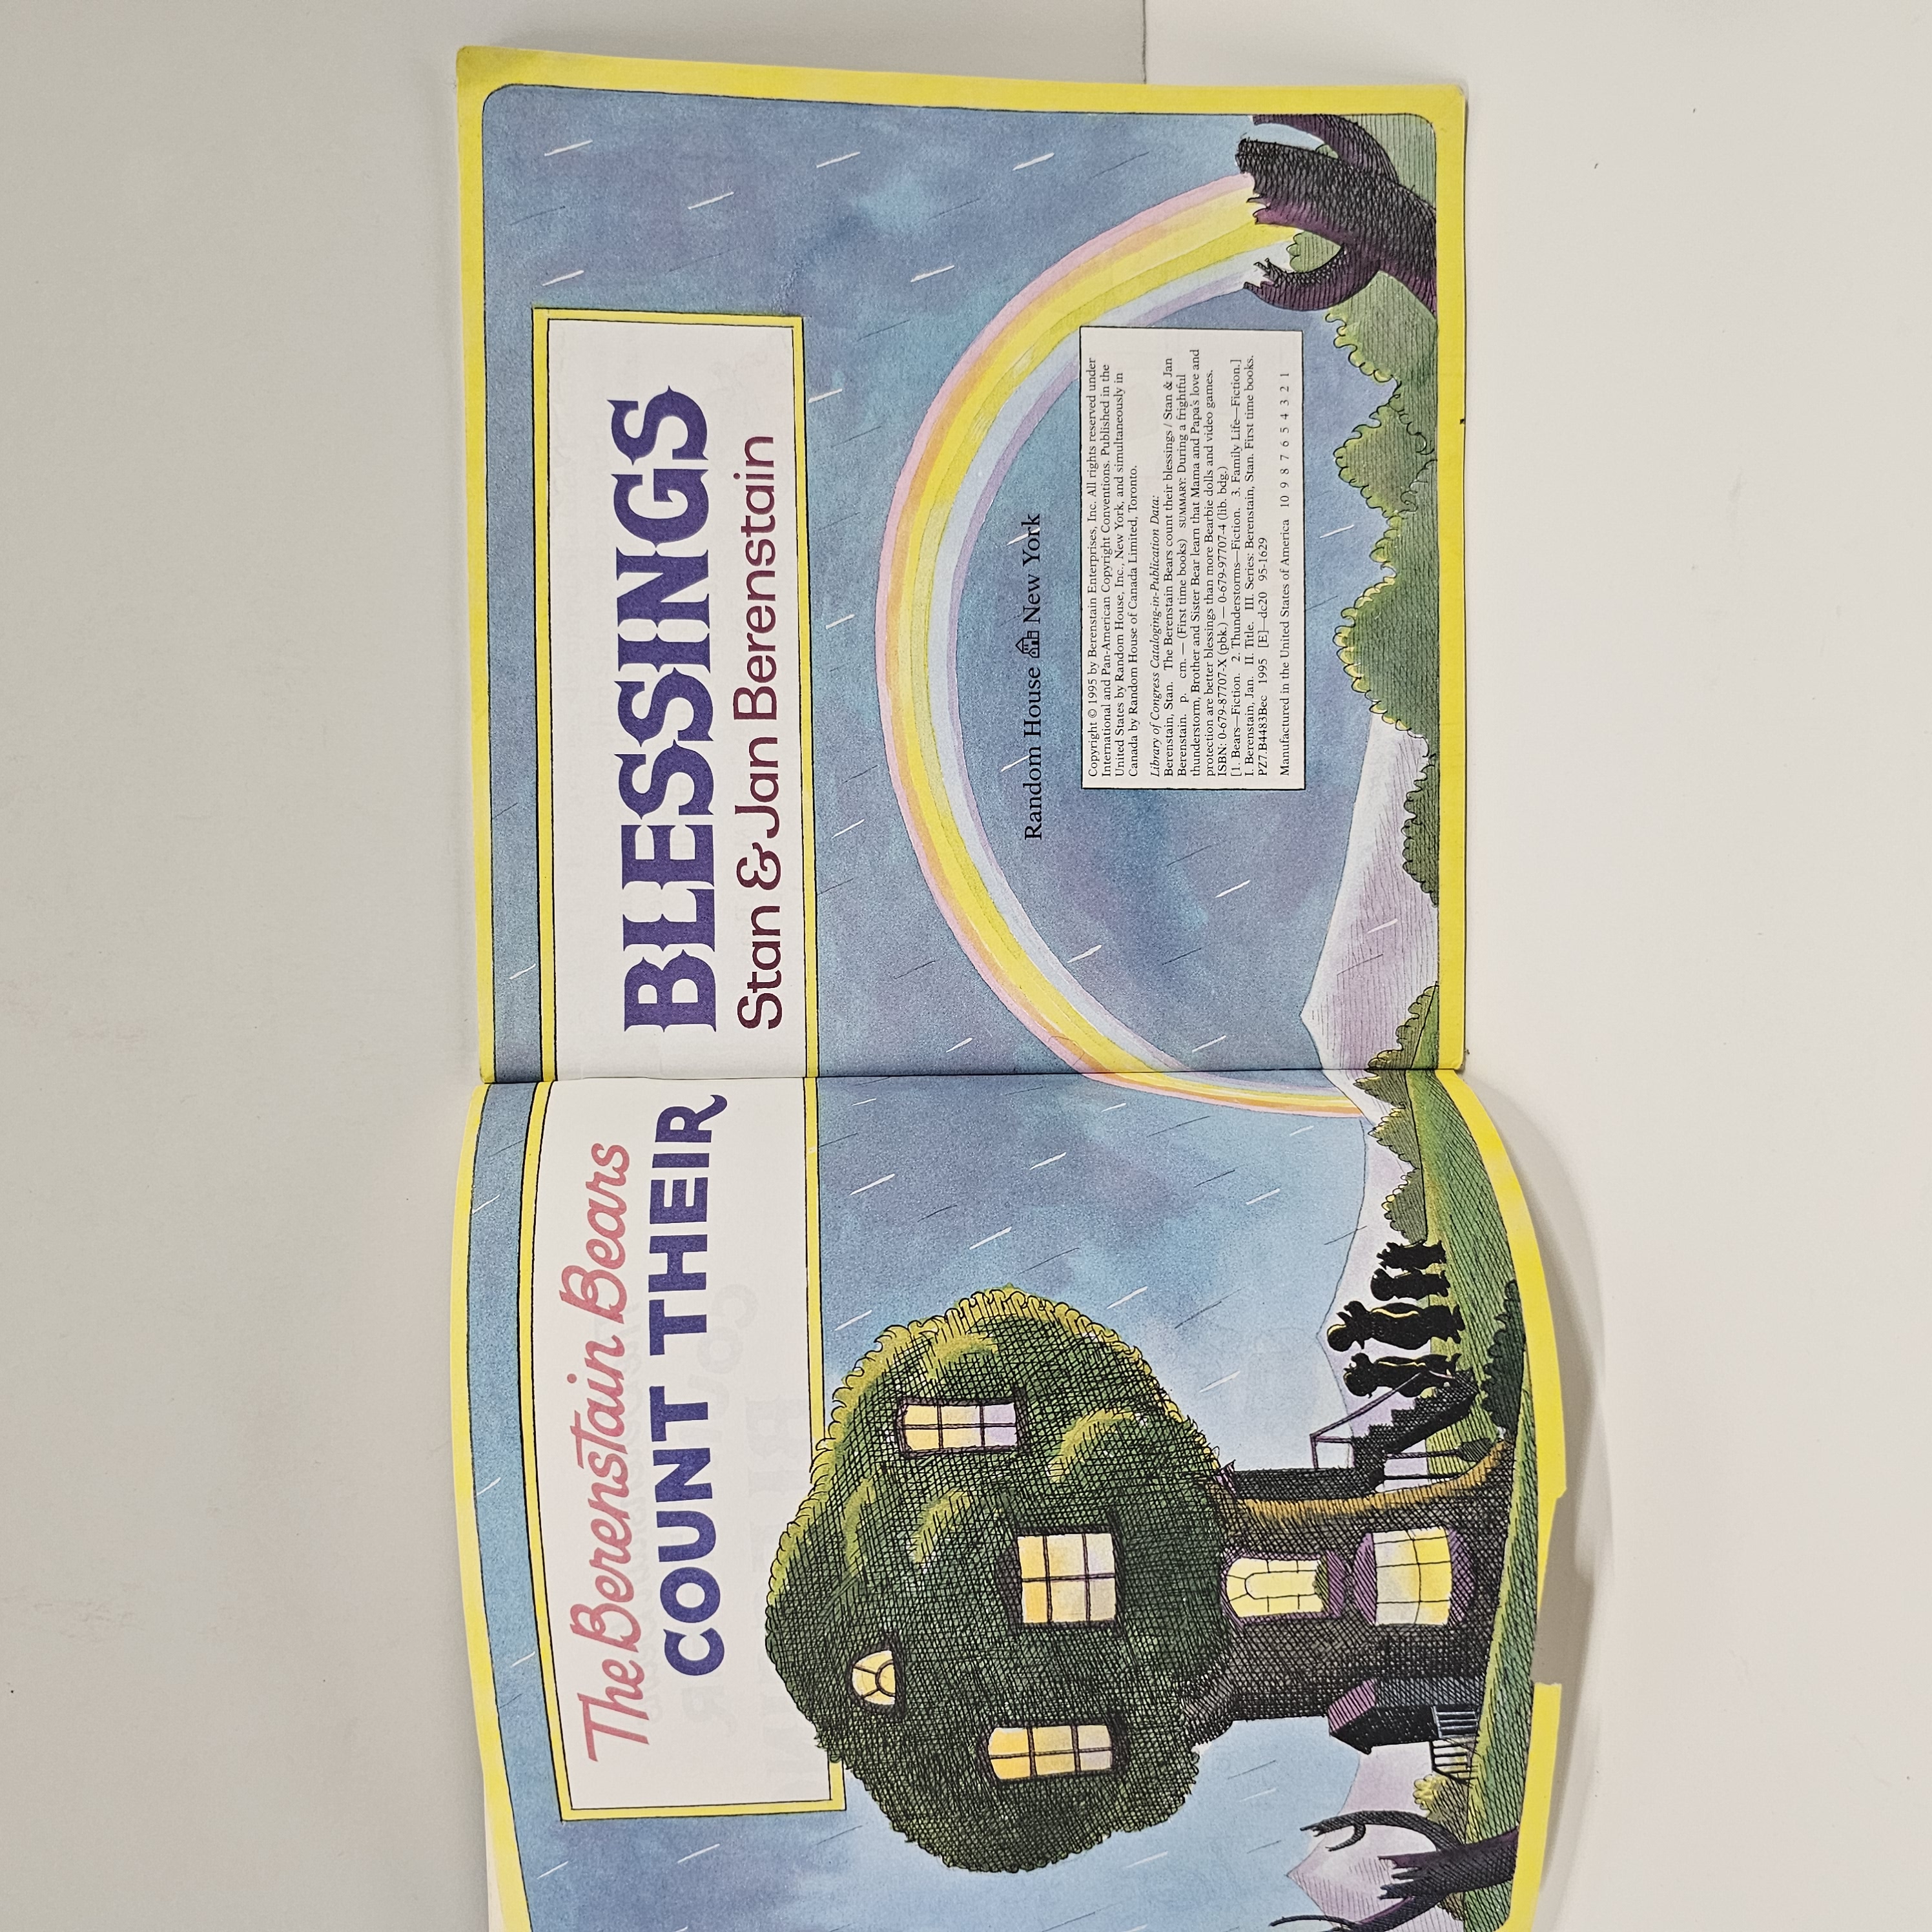 The Berenstain Bears
COUNT THEIR
BLESSINGS
Stan & Jan Berenstain
Random House New York
Copyright © 1995 by Berenstain Enterprises, Inc. All rights reserved under
International and Pan-American Copyright Conventions. Published in the
United States by Random House, Inc., New York, and simultaneously in
Canada by Random House of Canada Limited, Toronto.
Library of Congress Cataloging-in-Publication Data:
Berenstain, Stan. The Berenstain Bears count their blessings / Stan & Jan
Berenstain. p. cm. — (First time books) SUMMARY: During a frightful
thunderstorm, Brother and Sister Bear learn that Mama and Papa's love and
protection are better blessings than more Bearbie dolls and video games.
ISBN: 0-679-87707-X (pbk.) — 0-679-97707-4 (lib. bdg.)
[1. Bears—Fiction. 2. Thunderstorms—Fiction. 3. Family Life—Fiction.]
I. Berenstain, Jan. II. Title. III. Series: Berenstain, Stan. First time books.
PZ7.B4483Bec 1995 [E]—dc20 95-1629
Manufactured in the United States of America 10 9 8 7 6 5 4 3 2 1